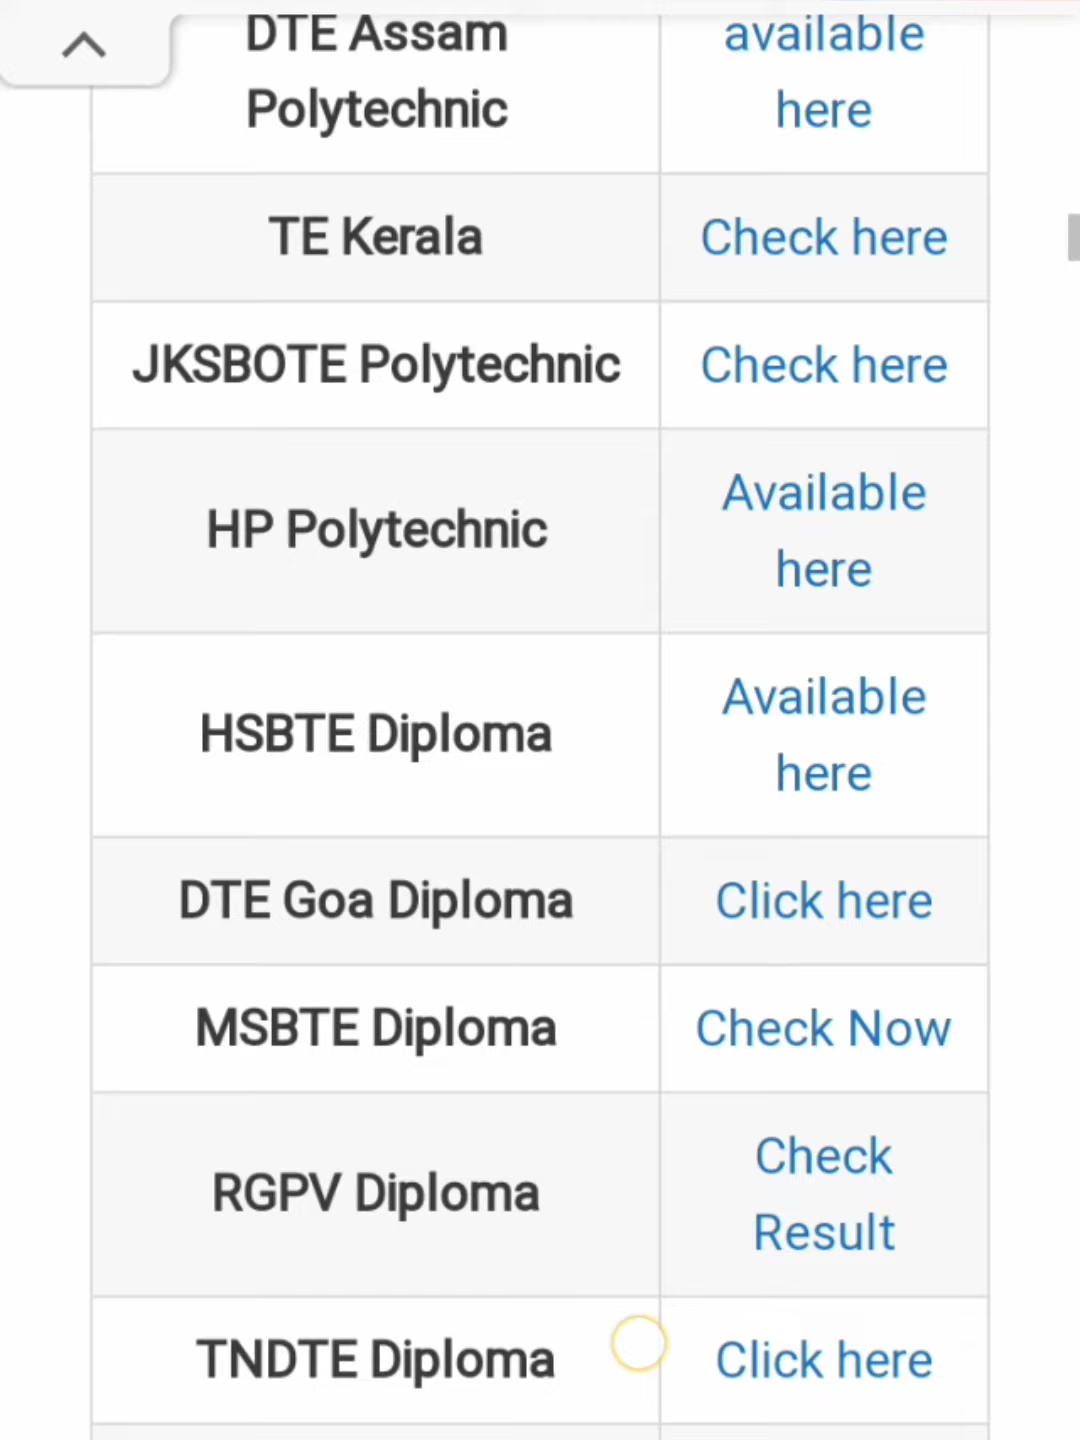 DTE Assam
Polytechnic
available
here
TE Kerala
Check here
JKSBOTE Polytechnic
Check here
HP Polytechnic
Available
here
HSBTE Diploma
Available
here
DTE Goa Diploma
Click here
MSBTE Diploma
Check Now
RGPV Diploma
Check
Result
TNDTE Diploma
Click here